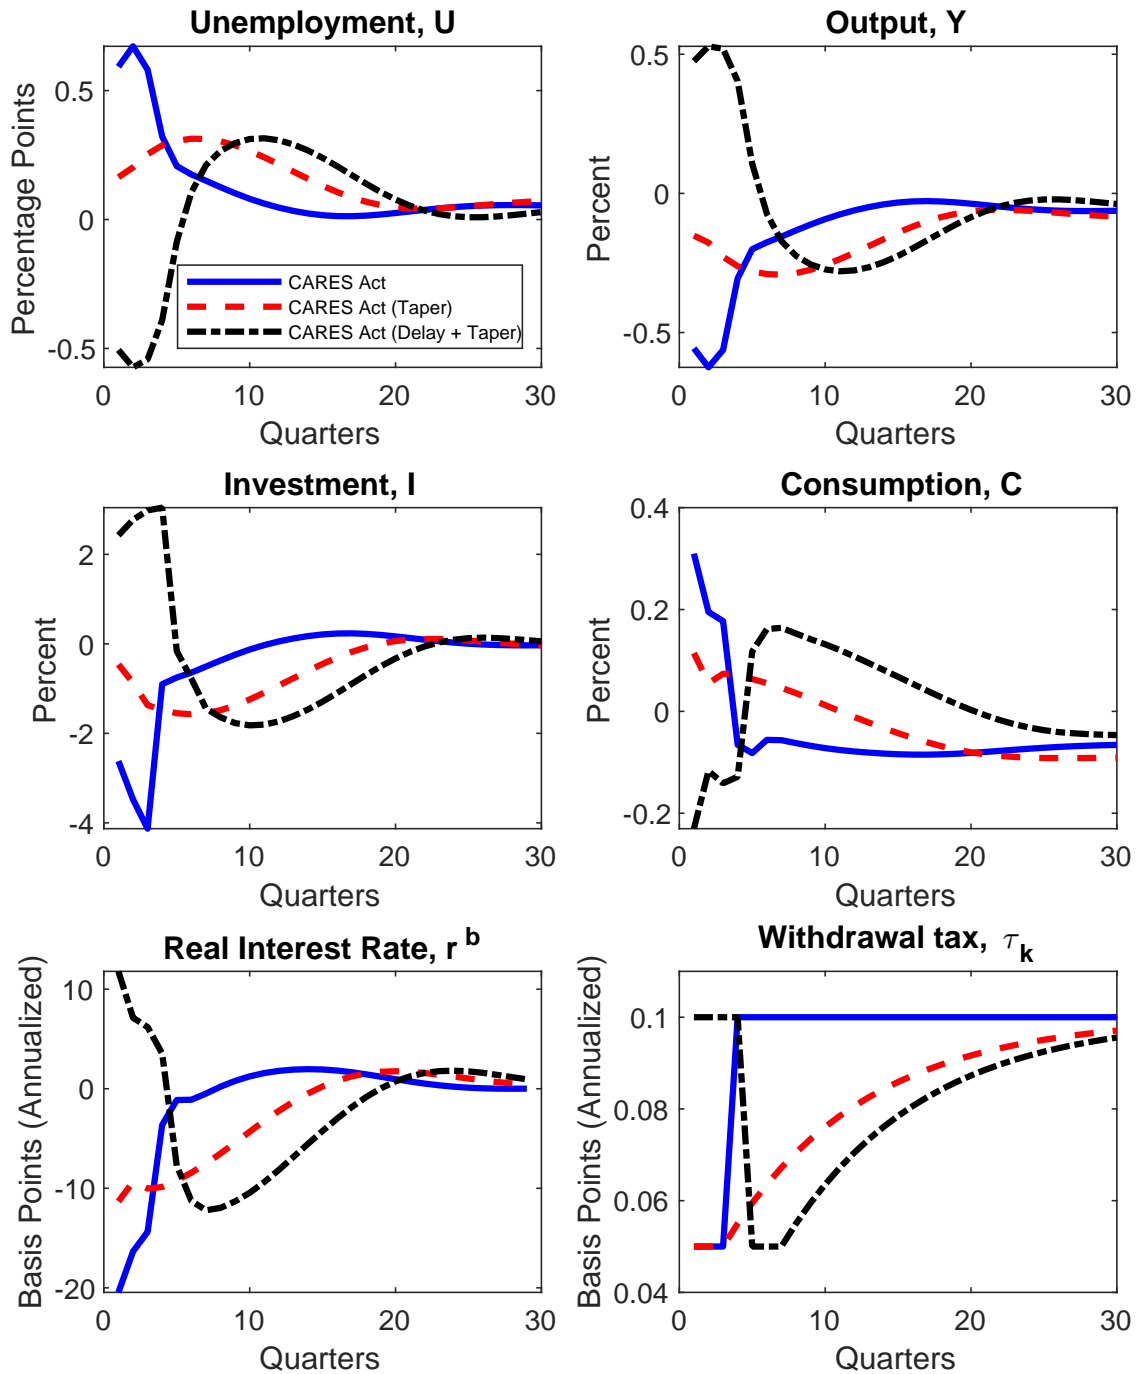 Unemployment, U
Percentage Points
0.5
0
-0.5
CARES Act
CARES Act (Taper)
CARES Act (Delay + Taper)
0 10 20 30
Quarters
Output, Y
Percent
0.5
0
-0.5
0 10 20 30
Quarters
Investment, I
Percent
2
0
-2
-4
0 10 20 30
Quarters
Consumption, C
Percent
0.4
0.2
0
-0.2
0 10 20 30
Quarters
Real Interest Rate, r b
Basis Points (Annualized)
10
0
-10
-20
0 10 20 30
Quarters
Withdrawal tax, τk
Basis Points (Annualized)
0.1
0.08
0.06
0.04
0 10 20 30
Quarters